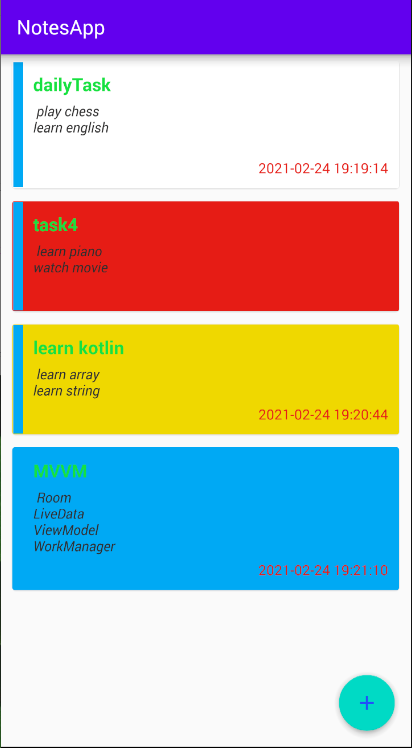 NotesApp
dailyTask
play chess
learn english
2021-02-24 19:19:14
task4
learn piano
watch movie
learn kotlin
learn array
learn string
2021-02-24 19:20:44
MVVM
Room
LiveData
ViewModel
WorkManager
2021-02-24 19:21:10
+